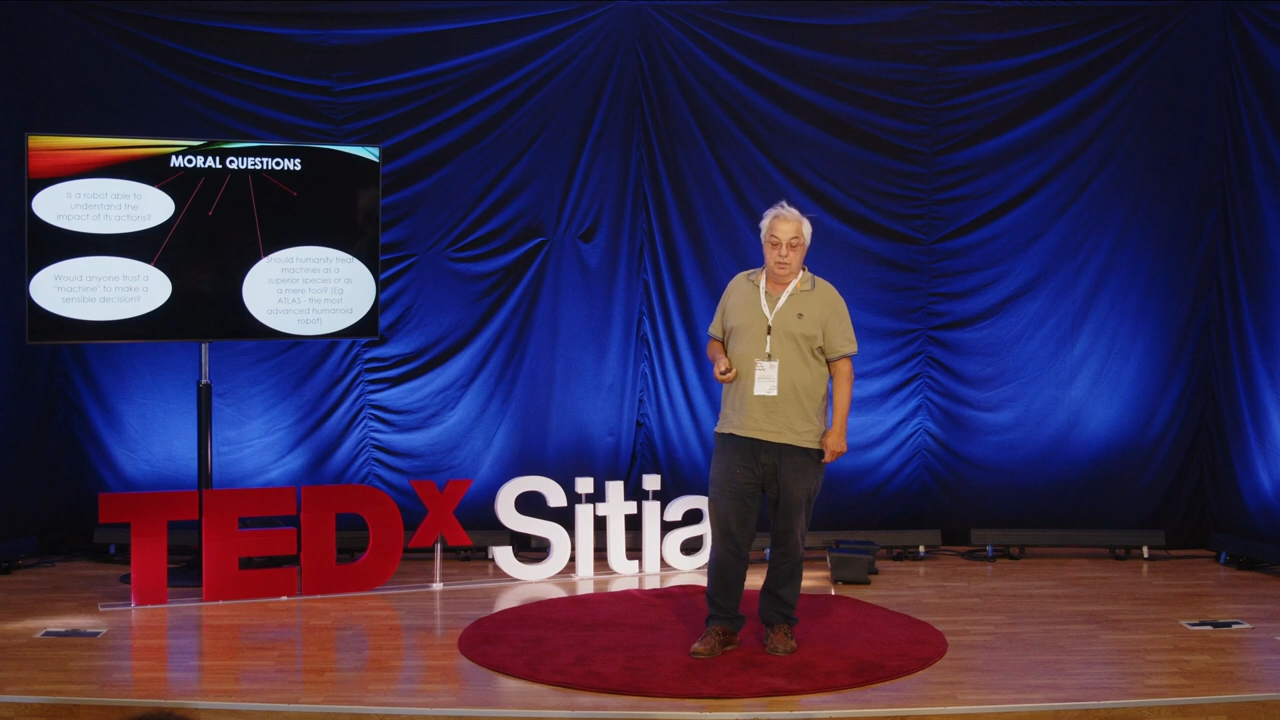 MORAL QUESTIONS
Is a robot able to
understand the
impact of its actions?
Would anyone trust a
"machine" to make a
sensible decision?
Should humanity treat
machines as a
superior species or as
a mere tool? (Eg
ATLAS - the most
advanced humanoid
robot)
TEDx Sitia